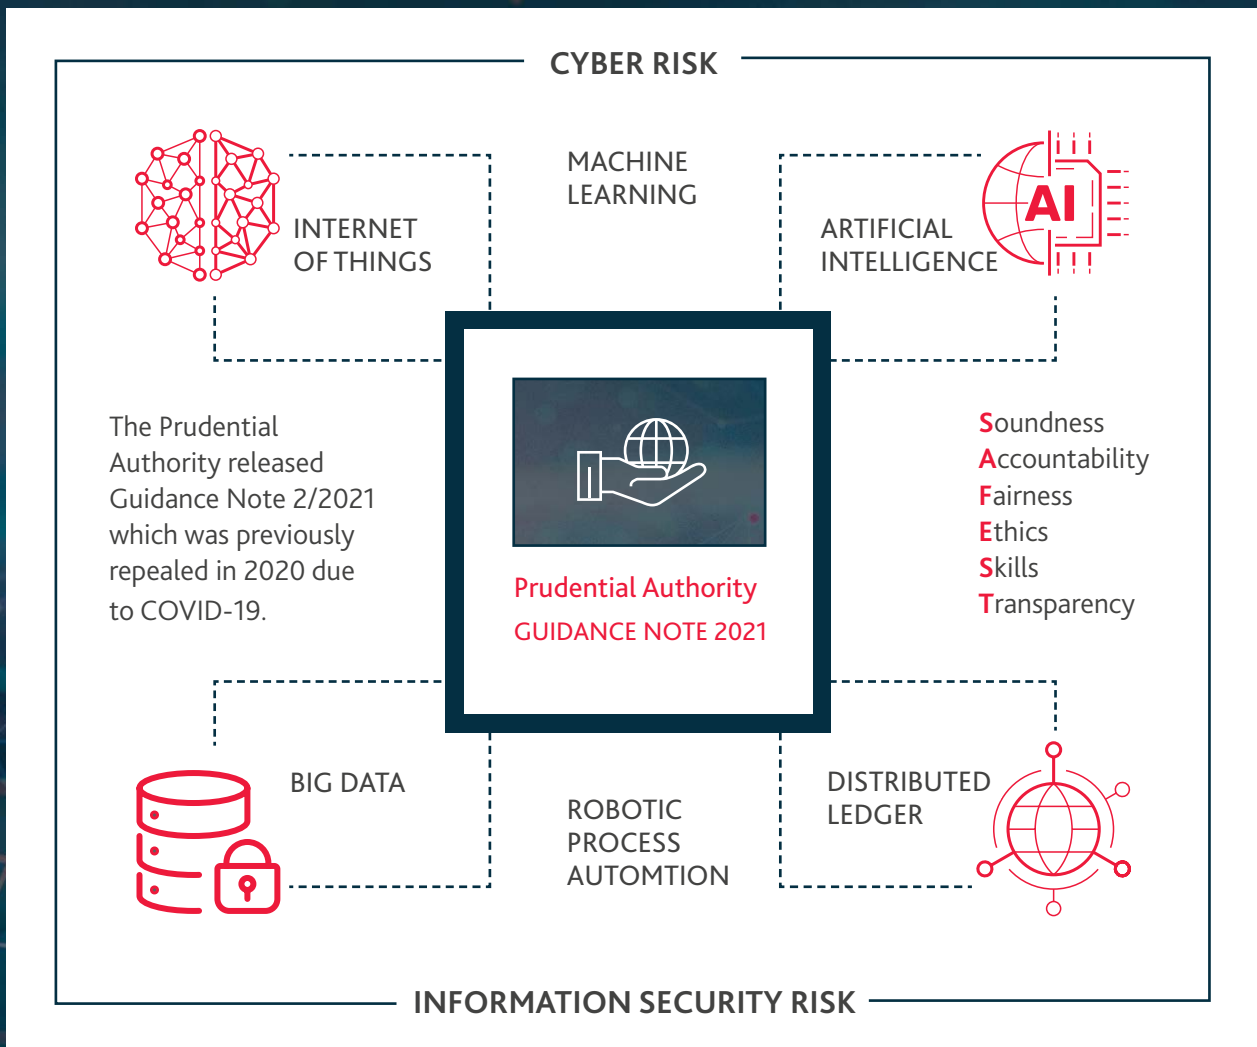 CYBER RISK
MACHINE
LEARNING
INTERNET
OF THINGS
ARTIFICIAL
INTELLIGENCE
AI
The Prudential
Authority released
Guidance Note 2/2021
which was previously
repealed in 2020 due
to COVID-19.
Prudential Authority
GUIDANCE NOTE 2021
Soundness
Accountability
Fairness
Ethics
Skills
Transparency
BIG DATA
ROBOTIC
PROCESS
AUTOMTION
DISTRIBUTED
LEDGER
INFORMATION SECURITY RISK